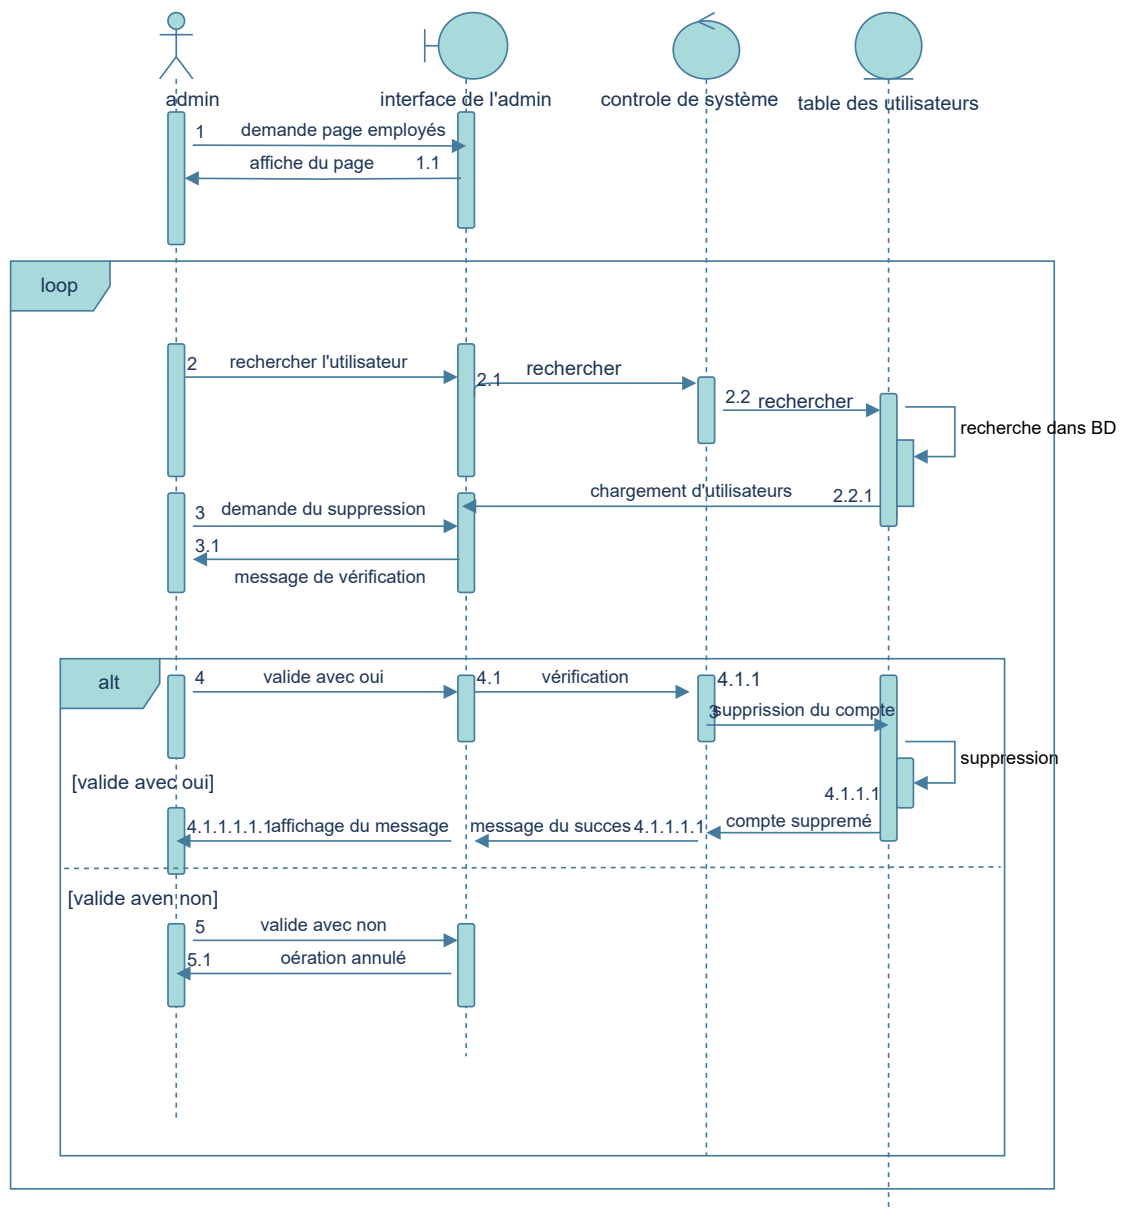 admin
interface de l'admin
controle de système
table des utilisateurs
1 demande page employés
affiche du page 1.1
loop
2 rechercher l'utilisateur
2.1 rechercher
2.2 rechercher
recherche dans BD
chargement d'utilisateurs 2.2.1
3 demande du suppression
3.1
message de vérification
alt
4 valide avec oui
4.1 vérification
4.1.1
3
supprission du compte
suppression
[valide avec oui]
4.1.1.1
4.1.1.1.1.1 affichage du message
message du succes 4.1.1.1.1
compte suppremé
[valide aven non]
5 valide avec non
5.1 oération annulé